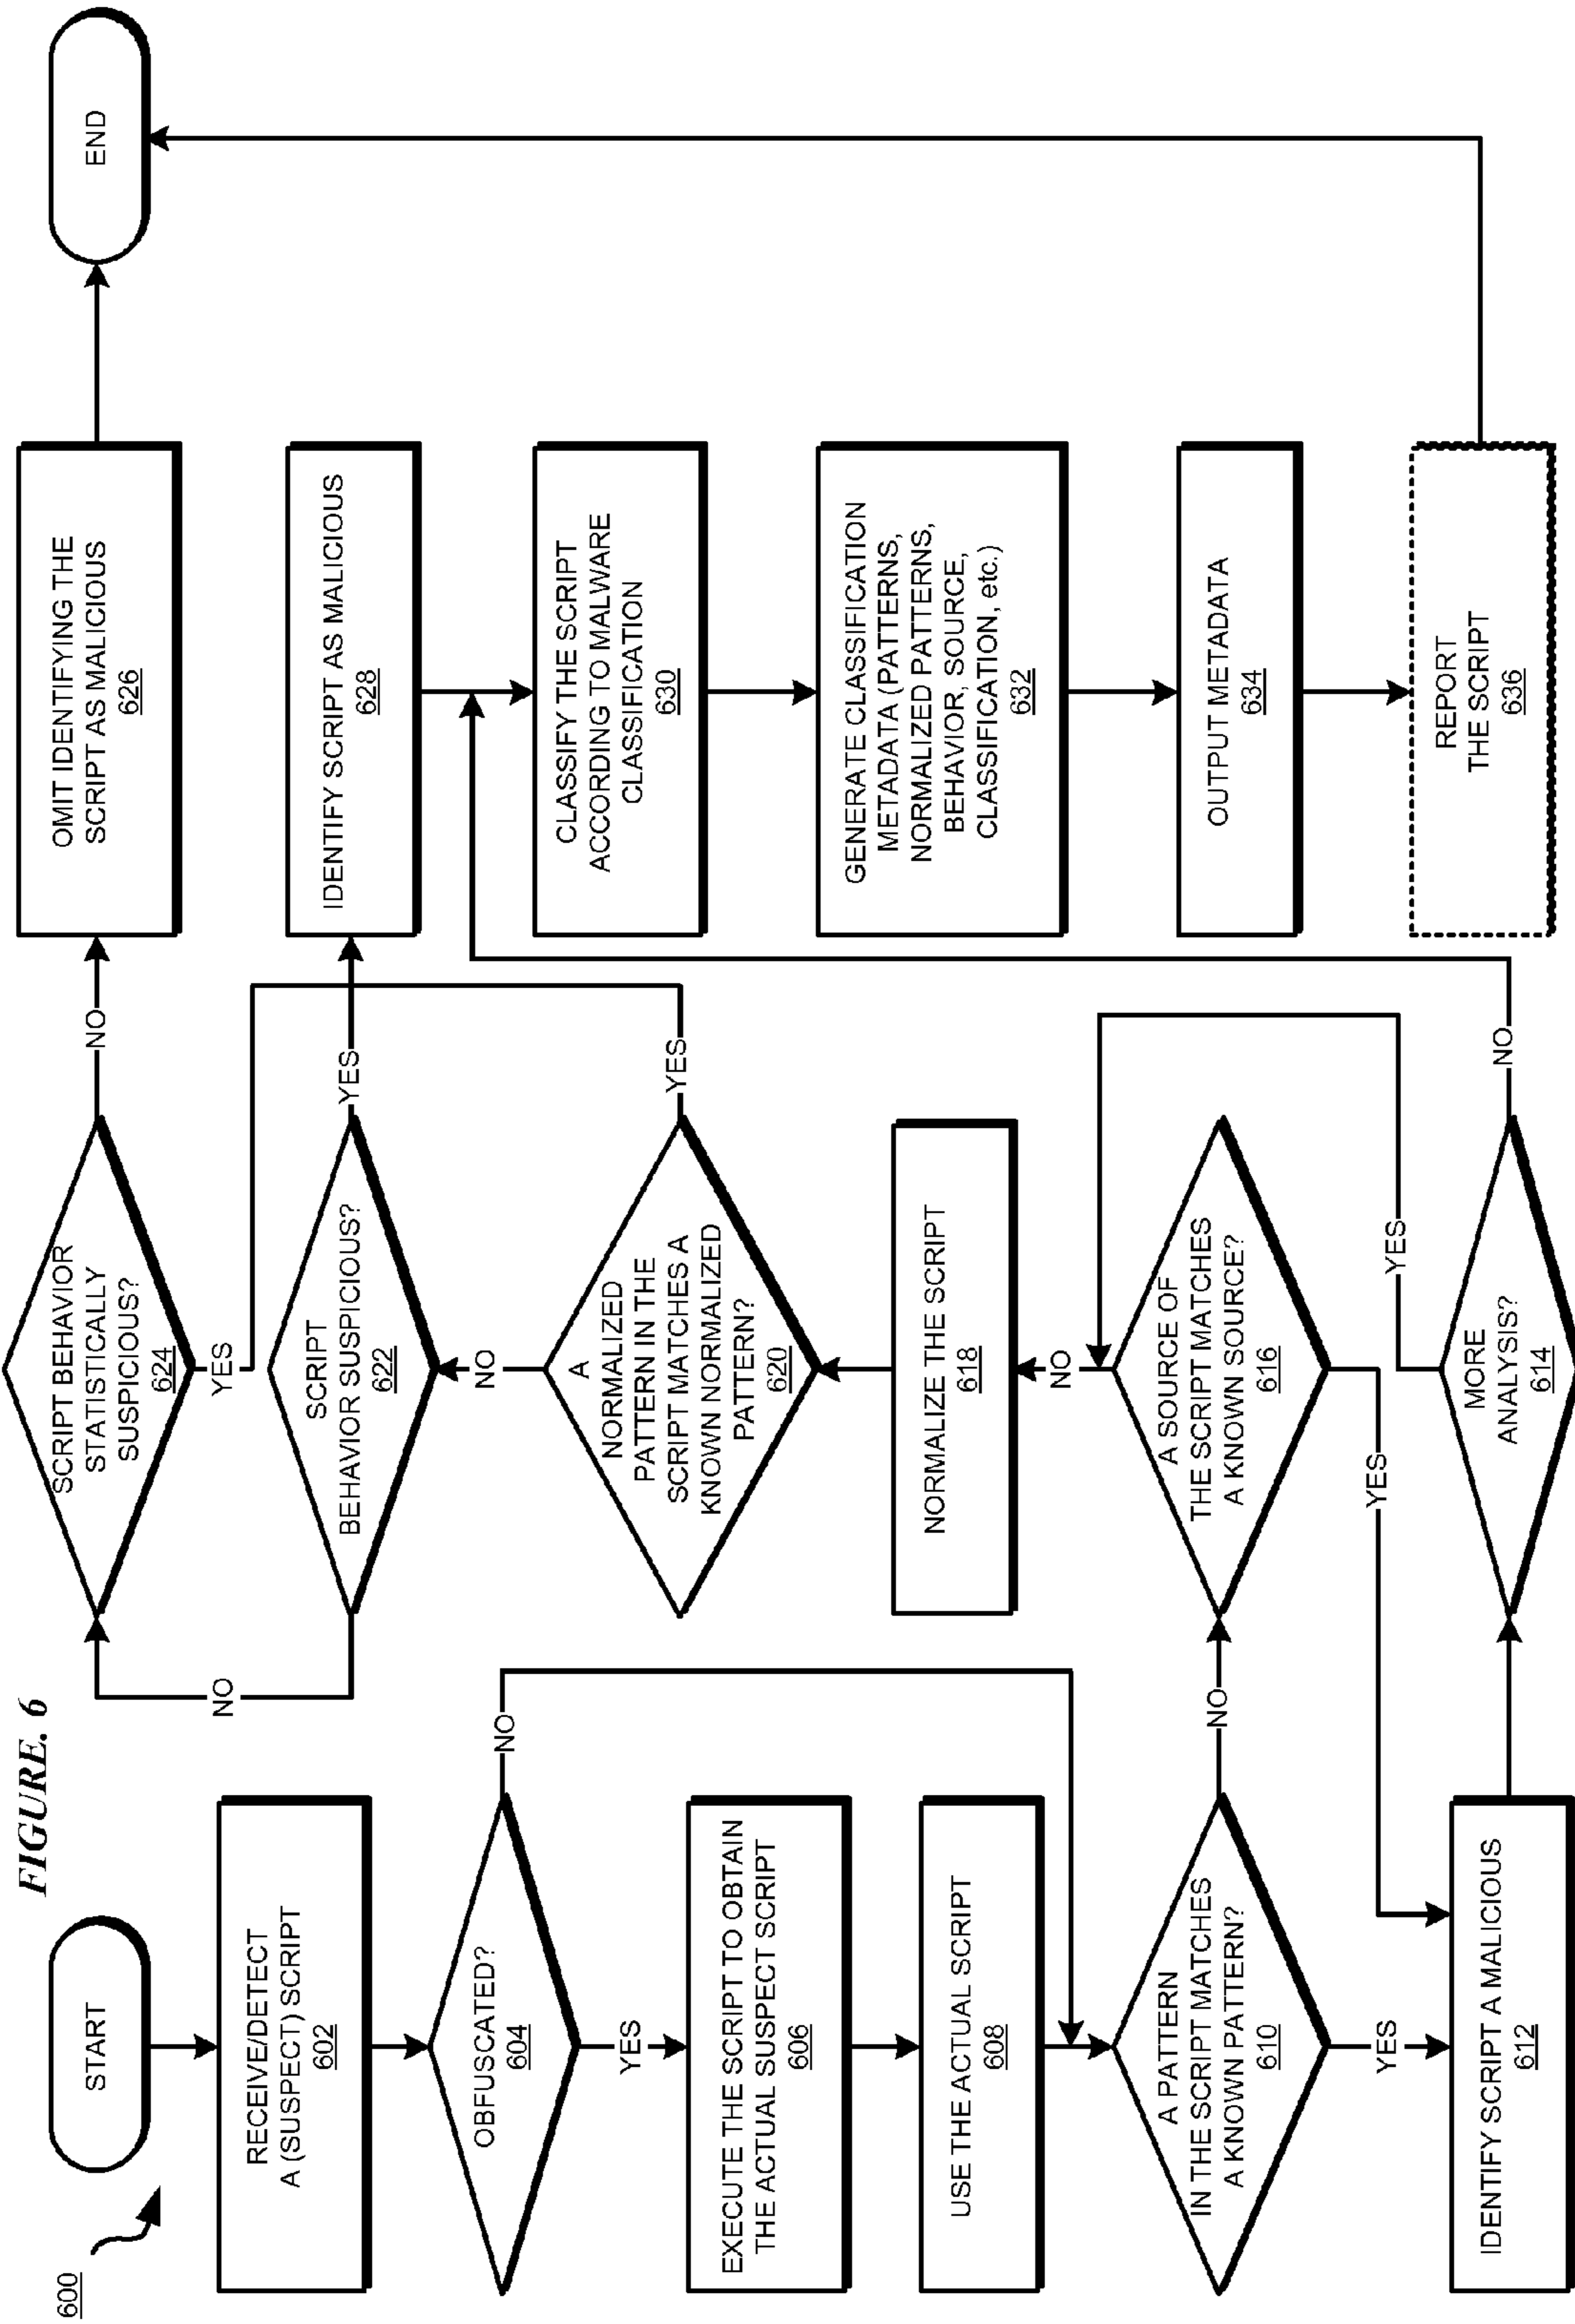 FIGURE. 6
600
START
RECEIVE/DETECT
A (SUSPECT) SCRIPT
602
OBFUSCATED?
604
NO
YES
EXECUTE THE SCRIPT TO OBTAIN
THE ACTUAL SUSPECT SCRIPT
606
USE THE ACTUAL SCRIPT
608
A PATTERN
IN THE SCRIPT MATCHES
A KNOWN PATTERN?
610
NO
YES
IDENTIFY SCRIPT A MALICIOUS
612
SCRIPT BEHAVIOR
STATISTICALLY
SUSPICIOUS?
624
NO
YES
NO
SCRIPT
BEHAVIOR SUSPICIOUS?
622
YES
NO
A
NORMALIZED
PATTERN IN THE
SCRIPT MATCHES A
KNOWN NORMALIZED
PATTERN?
620
YES
NORMALIZE THE SCRIPT
618
NO
A SOURCE OF
THE SCRIPT MATCHES
A KNOWN SOURCE?
616
YES
YES
MORE
ANALYSIS?
614
NO
OMIT IDENTIFYING THE
SCRIPT AS MALICIOUS
626
IDENTIFY SCRIPT AS MALICIOUS
628
CLASSIFY THE SCRIPT
ACCORDING TO MALWARE
CLASSIFICATION
630
GENERATE CLASSIFICATION
METADATA (PATTERNS,
NORMALIZED PATTERNS,
BEHAVIOR, SOURCE,
CLASSIFICATION, etc.)
632
OUTPUT METADATA
634
REPORT
THE SCRIPT
636
END